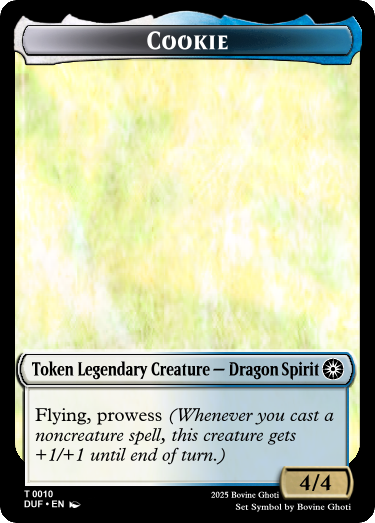 Cookie
Token Legendary Creature — Dragon Spirit
Flying, prowess (Whenever you cast a
noncreature spell, this creature gets
+1/+1 until end of turn.)
4/4
T 0010
DUF • EN
2025 Bovine Ghoti
Set Symbol by Bovine Ghoti